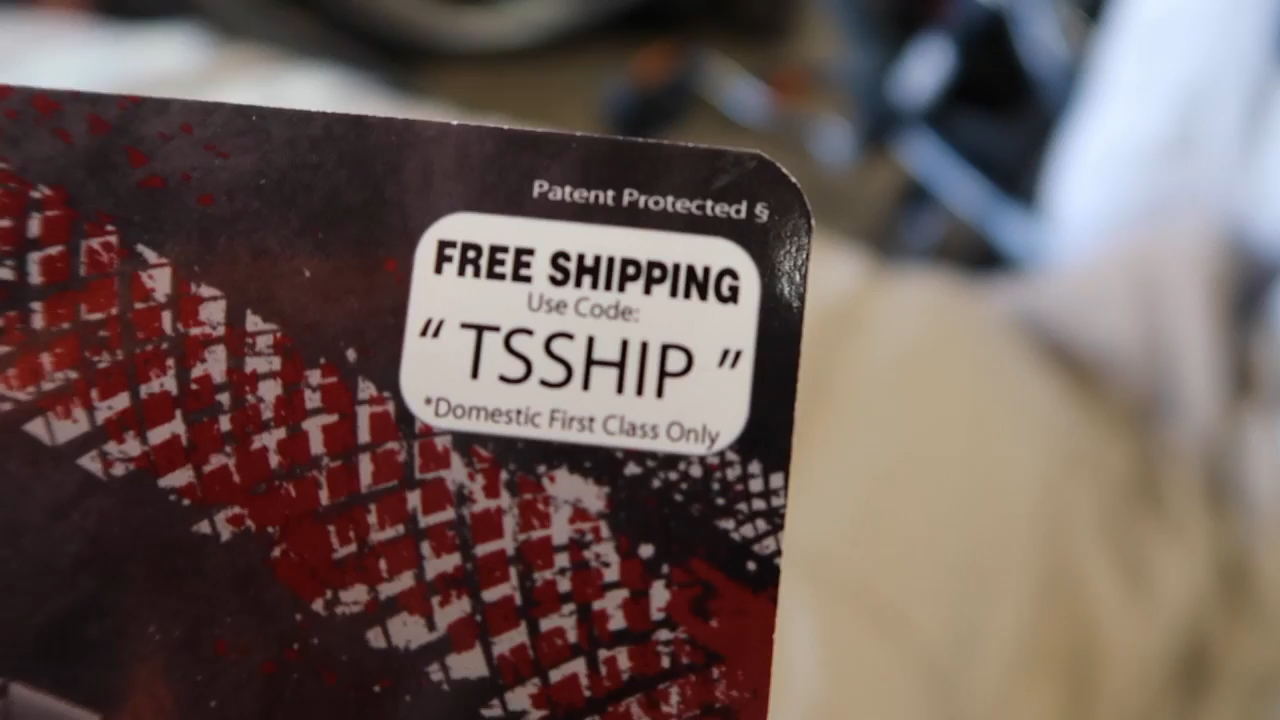 Patent Protected §
FREE SHIPPING
Use Code:
“ TSSHIP ”
*Domestic First Class Only